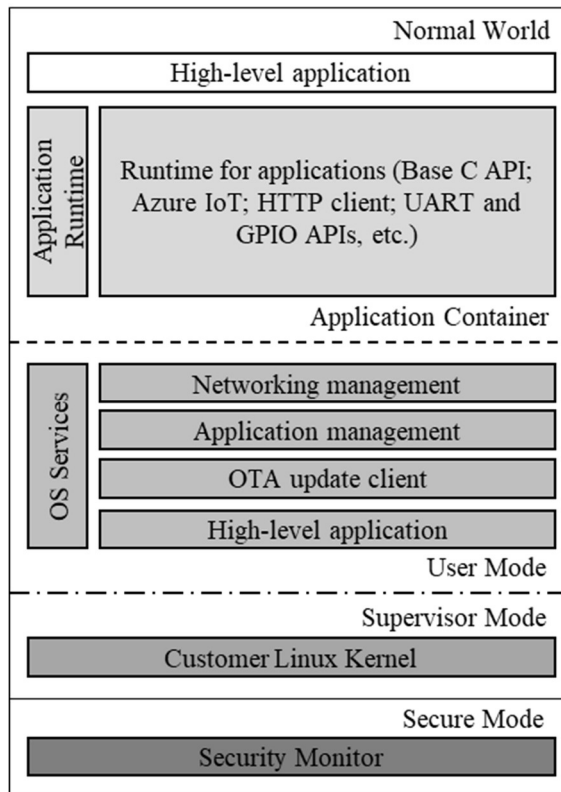 Normal World
High-level application
Application
Runtime
Runtime for applications (Base C API;
Azure IoT; HTTP client; UART and
GPIO APIs, etc.)
Application Container
OS Services
Networking management
Application management
OTA update client
High-level application
User Mode
Supervisor Mode
Customer Linux Kernel
Secure Mode
Security Monitor